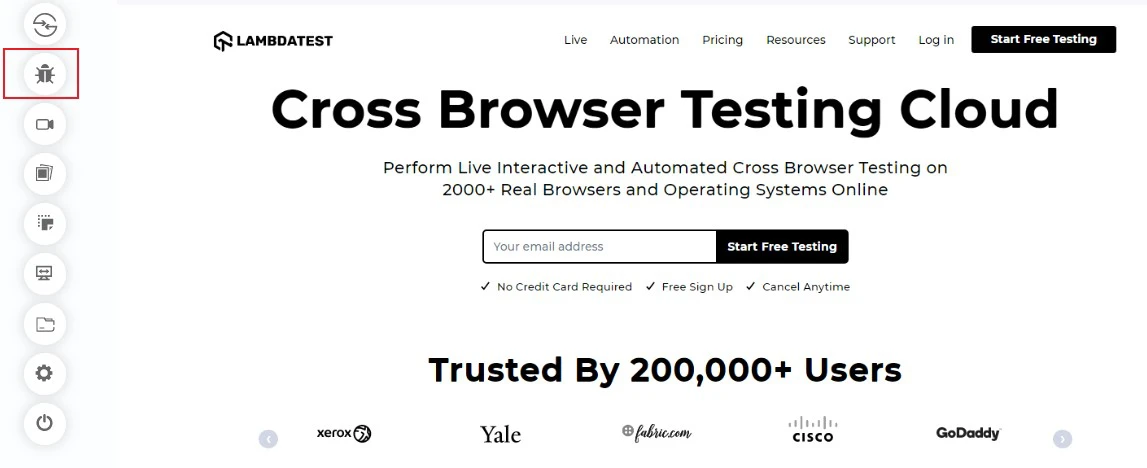 LAMBDATEST
Live Automation Pricing Resources Support Log in Start Free Testing
Cross Browser Testing Cloud
Perform Live Interactive and Automated Cross Browser Testing on
2000+ Real Browsers and Operating Systems Online
Your email address Start Free Testing
✓ No Credit Card Required ✓ Free Sign Up ✓ Cancel Anytime
Trusted By 200,000+ Users
xerox Yale fabric.com CISCO GoDaddy